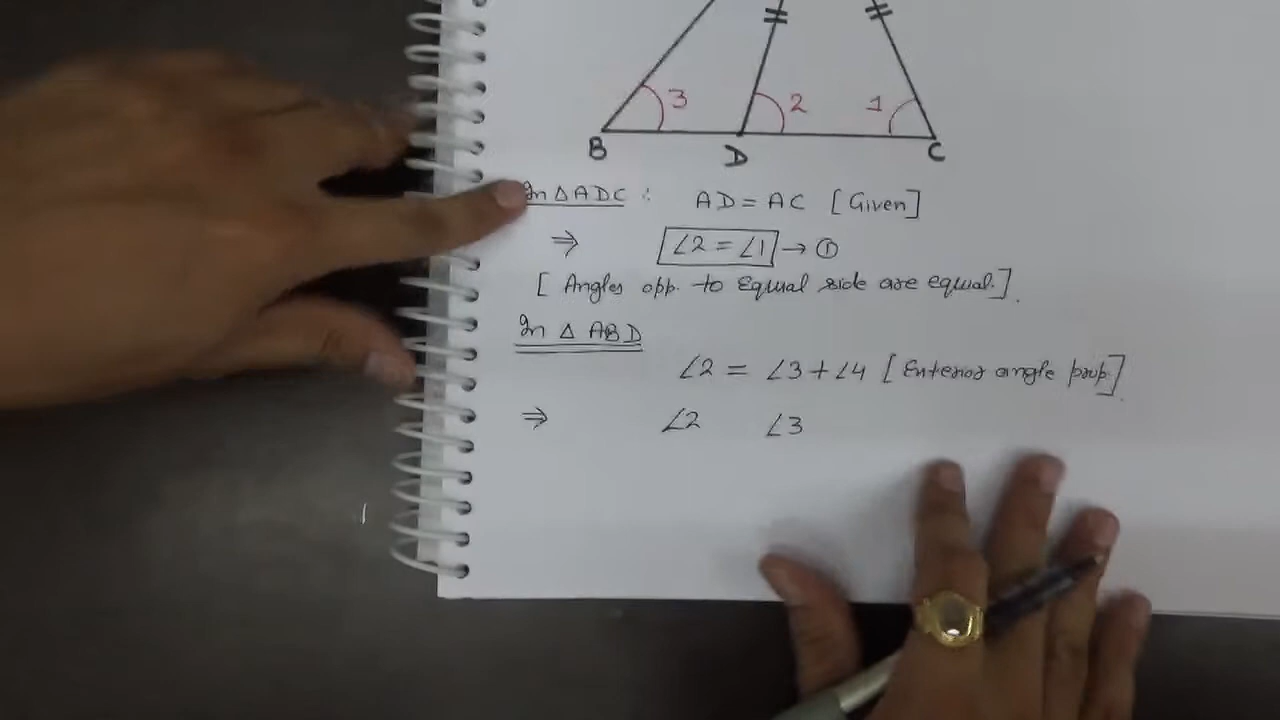 3 2 1
B D C
In △ADC : AD = AC [Given]
⇒ ∠2 = ∠1 → ①
[Angles opp. to Equal side are equal.].
In △ ABD
∠2 = ∠3 + ∠4 [Exterior angle prop.]
⇒ ∠2 ∠3